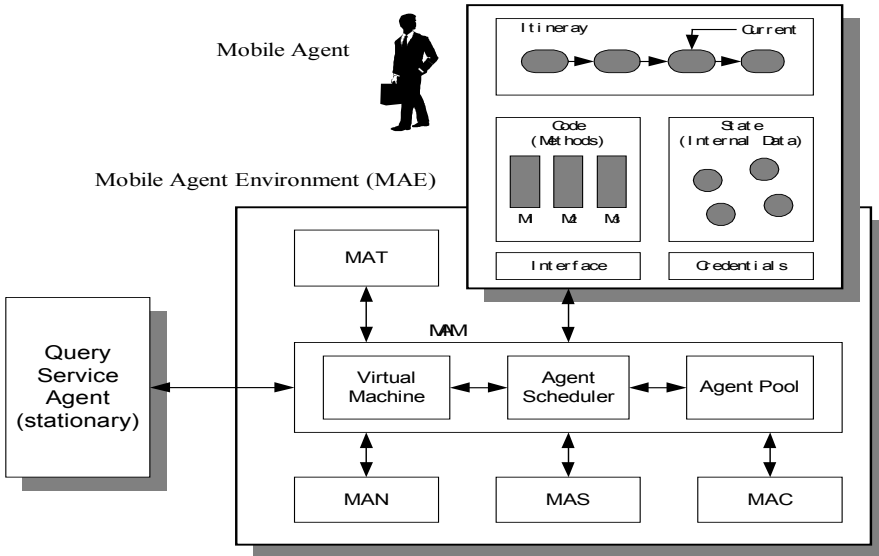 Mobile Agent
Itineray
Current
Code
(Methods)
M1
M2
M3
State
(Internal Data)
Interface
Credentials
Mobile Agent Environment (MAE)
MAT
MAM
Query
Service
Agent
(stationary)
Virtual
Machine
Agent
Scheduler
Agent Pool
MAN
MAS
MAC